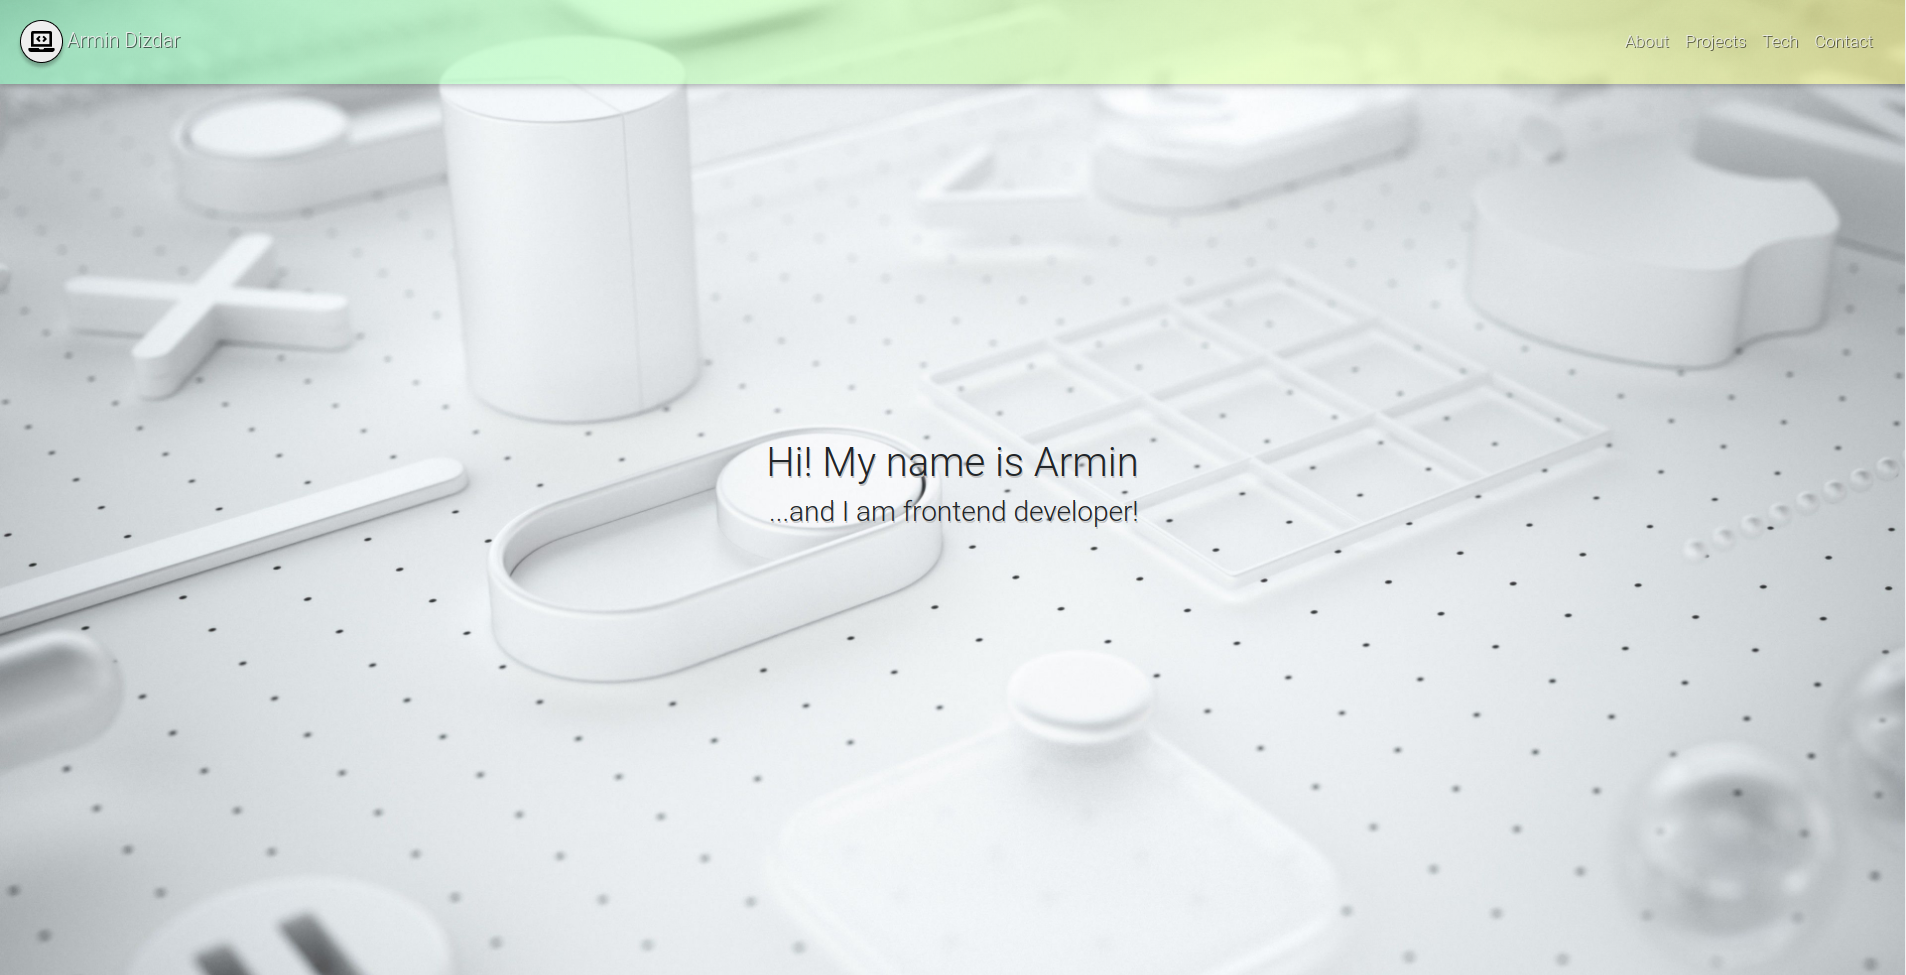 Armin Dizdar
About Projects Tech Contact
Hi! My name is Armin
...and I am frontend developer!